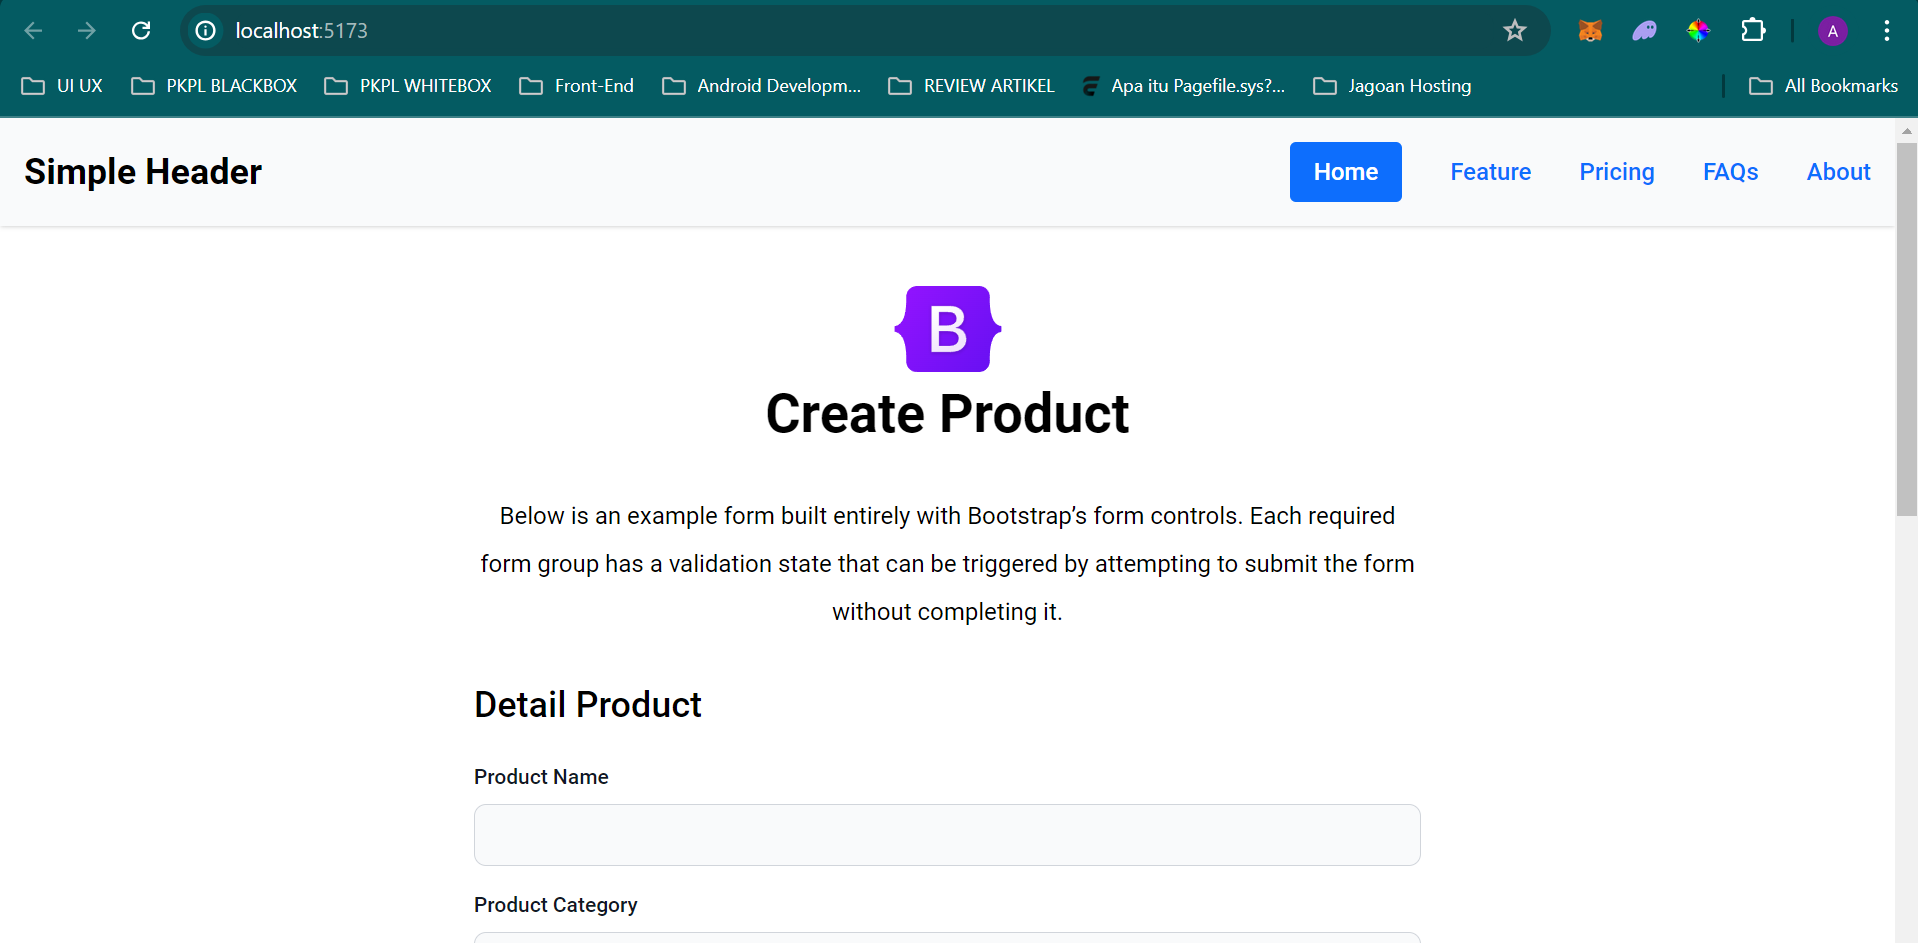 localhost:5173
A
UI UX
PKPL BLACKBOX
PKPL WHITEBOX
Front-End
Android Developm...
REVIEW ARTIKEL
Apa itu Pagefile.sys?...
Jagoan Hosting
All Bookmarks
Simple Header
Home
Feature
Pricing
FAQs
About
B
Create Product
Below is an example form built entirely with Bootstrap’s form controls. Each required
form group has a validation state that can be triggered by attempting to submit the form
without completing it.
Detail Product
Product Name
Product Category